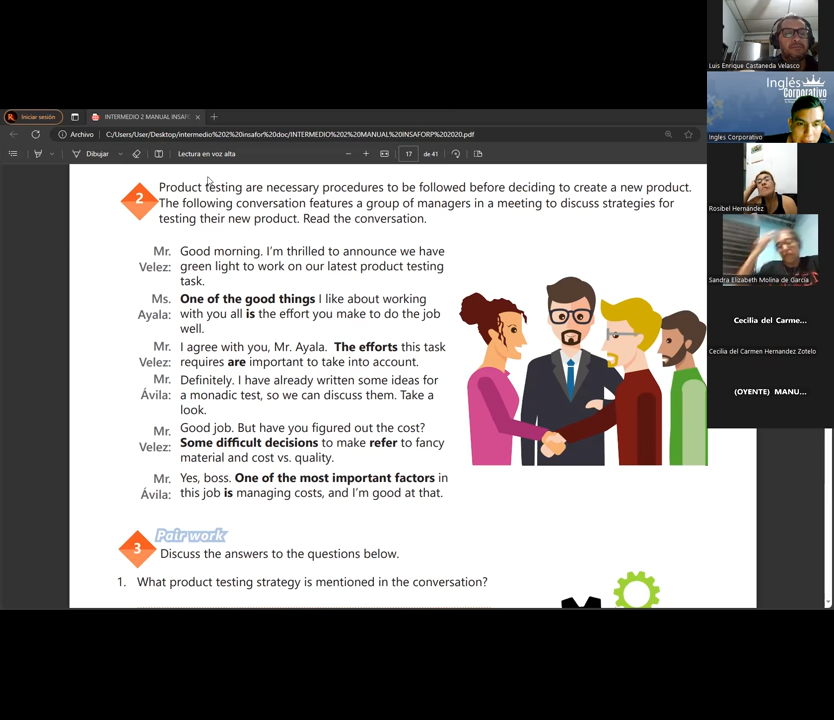 Iniciar sesión
INTERMEDIO 2 MANUAL INSAF
Archivo
C:/Users/User/Desktop/intermedio%202%20insafor%20doc/INTERMEDIO%202%20MANUAL%20INSAFORP%202020.pdf
Dibujar
Lectura en voz alta
17
de 41
2
Product Testing are necessary procedures to be followed before deciding to create a new product.
The following conversation features a group of managers in a meeting to discuss strategies for
testing their new product. Read the conversation.
Mr. Good morning. I'm thrilled to announce we have
Velez: green light to work on our latest product testing
task.
Ms. One of the good things I like about working
Ayala: with you all is the effort you make to do the job
well.
Mr. I agree with you, Mr. Ayala. The efforts this task
Velez: requires are important to take into account.
Mr. Definitely. I have already written some ideas for
Ávila: a monadic test, so we can discuss them. Take a
look.
Mr. Good job. But have you figured out the cost?
Velez: Some difficult decisions to make refer to fancy
material and cost vs. quality.
Mr. Yes, boss. One of the most important factors in
Ávila: this job is managing costs, and I'm good at that.
Pair work
3
Discuss the answers to the questions below.
1. What product testing strategy is mentioned in the conversation?
Luis Enrique Castaneda Velasco
Inglés
Corporativo
Ingles Corporativo
Rosibel Hernández
Sandra Elizabeth Molina de Garcia
Cecilia del Carme...
Cecilia del Carmen Hernandez Zotelo
(OYENTE) MANU...